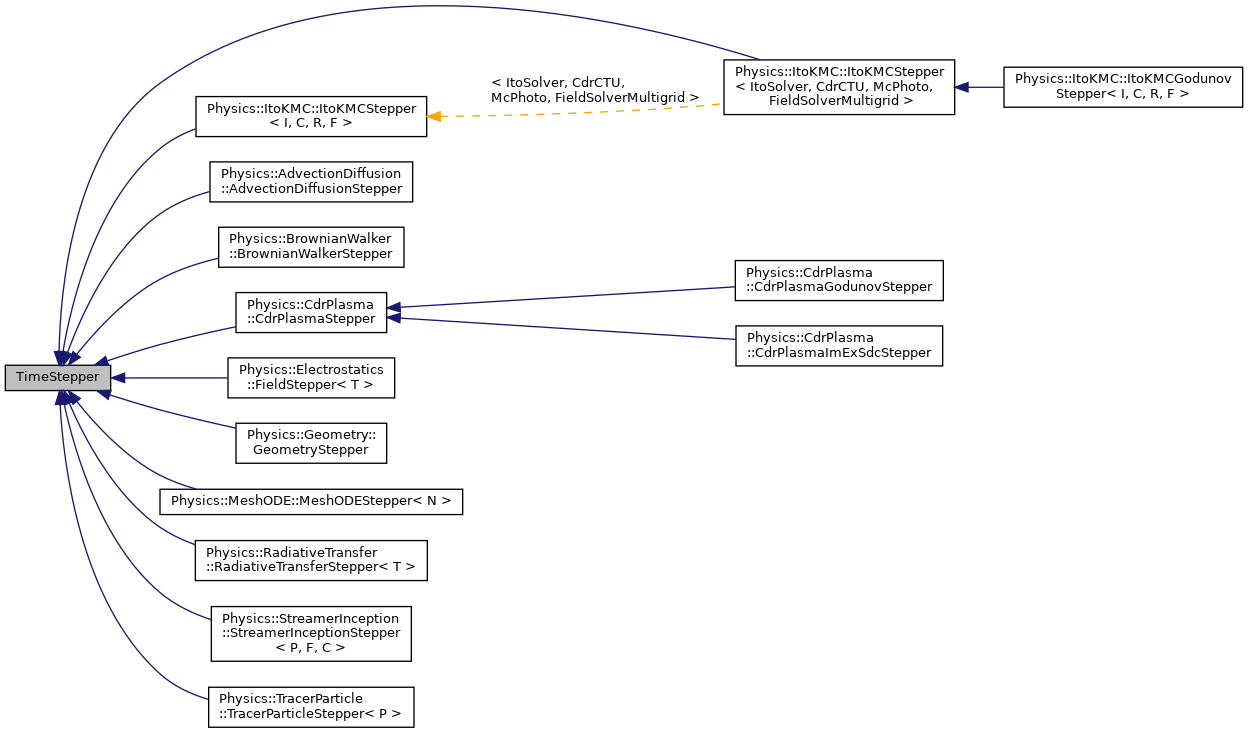 < ItoSolver, CdrCTU,
McPhoto, FieldSolverMultigrid >
Physics::ItoKMC::ItoKMCStepper
< ItoSolver, CdrCTU, McPhoto,
FieldSolverMultigrid >
Physics::ItoKMC::ItoKMCGodunov
Stepper< I, C, R, F >
Physics::ItoKMC::ItoKMCStepper
< I, C, R, F >
Physics::AdvectionDiffusion
::AdvectionDiffusionStepper
Physics::BrownianWalker
::BrownianWalkerStepper
Physics::CdrPlasma
::CdrPlasmaStepper
Physics::CdrPlasma
::CdrPlasmaGodunovStepper
Physics::CdrPlasma
::CdrPlasmaImExSdcStepper
TimeStepper
Physics::Electrostatics
::FieldStepper< T >
Physics::Geometry::
GeometryStepper
Physics::MeshODE::MeshODEStepper< N >
Physics::RadiativeTransfer
::RadiativeTransferStepper< T >
Physics::StreamerInception
::StreamerInceptionStepper
< P, F, C >
Physics::TracerParticle
::TracerParticleStepper< P >